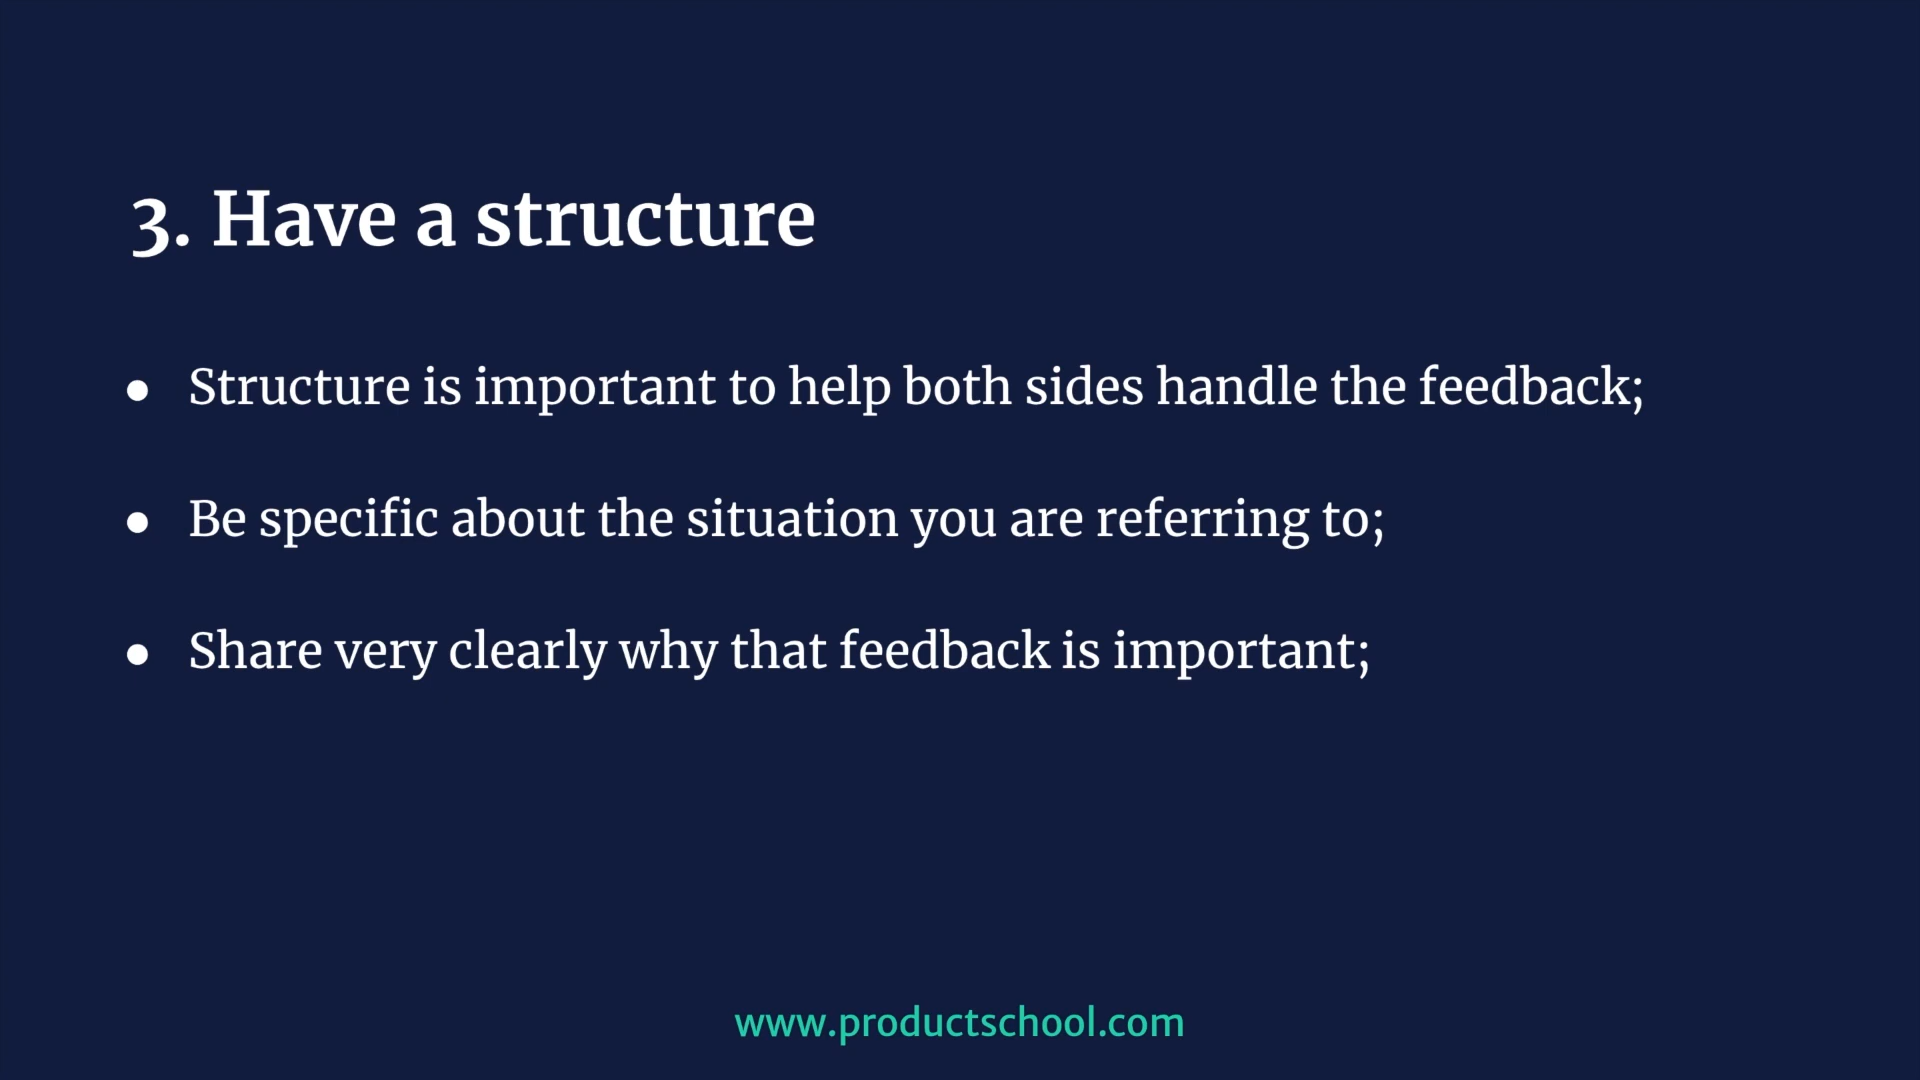 3. Have a structure
● Structure is important to help both sides handle the feedback;
● Be specific about the situation you are referring to;
● Share very clearly why that feedback is important;
www.productschool.com